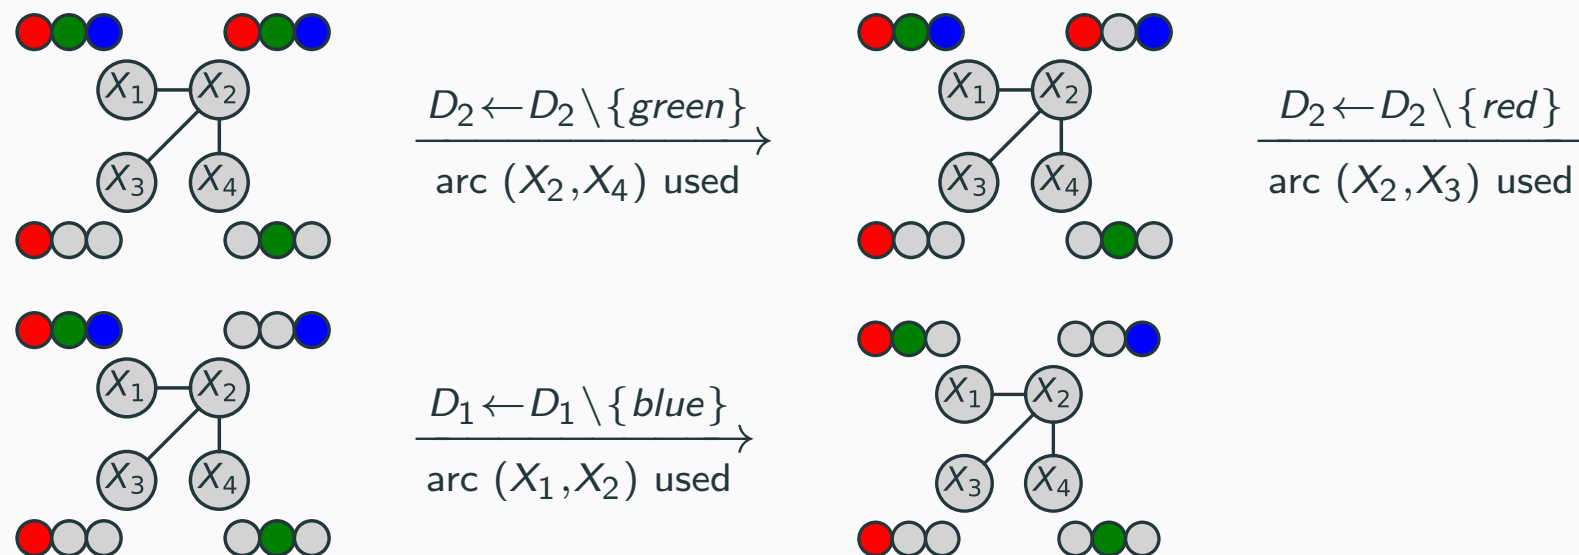 X1 X2
X3 X4
D2←D2\{green}
arc (X2,X4) used
X1 X2
X3 X4
D2←D2\{red}
arc (X2,X3) used
X1 X2
X3 X4
D1←D1\{blue}
arc (X1,X2) used
X1 X2
X3 X4